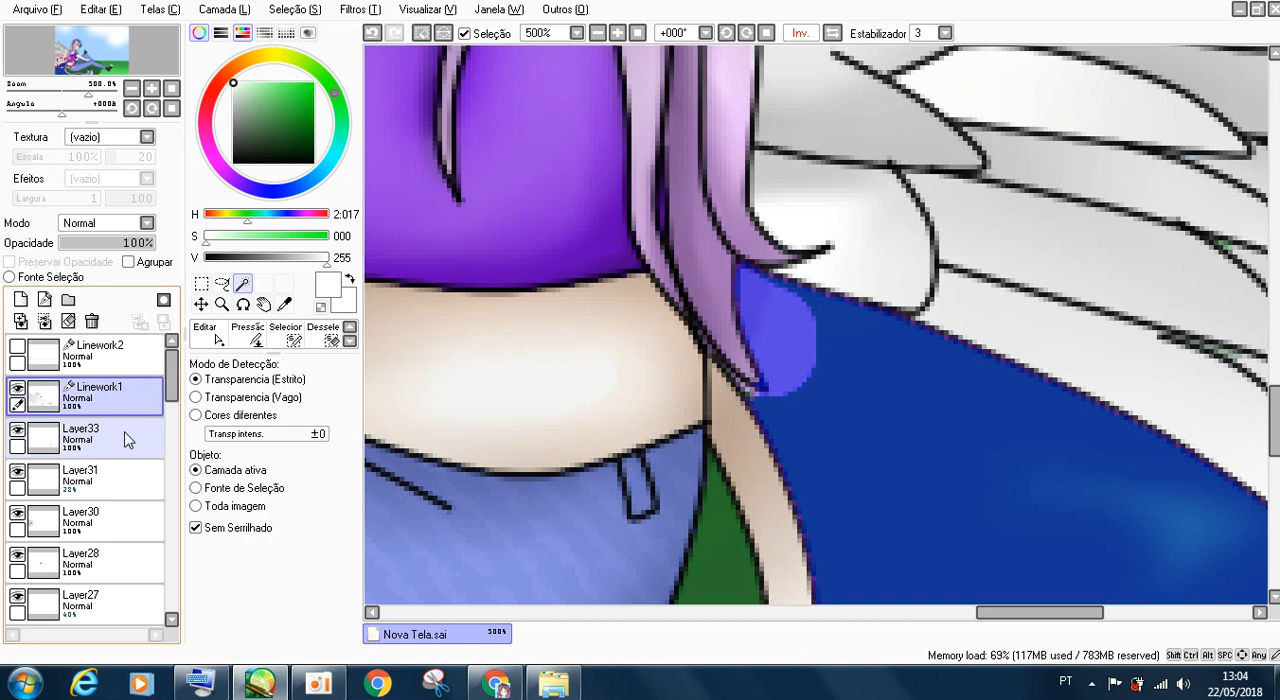 Arquivo (F) Editar (E) Telas (C) Camada (L) Seleção (S) Filtros (T) Visualizar (V) Janela (W) Outros (O)
Seleção 500% +000° Inv. Estabilizador 3
Zoom 500.0%
Angulo +000ø
Textura (vazio)
Escala 100% 20
Efeitos (vazio)
Largura 1 100
Modo Normal
Opacidade 100%
Preservar Opacidade Agrupar
Fonte Seleção
H 2.017
S 000
V 255
Editar Pressãc Selecior Dessele
Modo de Detecção:
Transparencia (Estrito)
Transparencia (Vago)
Cores diferentes
Transp intens. ±0
Objeto:
Camada ativa
Fonte de Seleção
Toda imagem
Sem Serrilhado
Linework2
Normal
100%
Linework1
Normal
100%
Layer33
Normal
100%
Layer31
Normal
28%
Layer30
Normal
100%
Layer28
Normal
100%
Layer27
Normal
40%
Nova Tela.sai 500%
Memory load: 69% (117MB used / 783MB reserved) Shift Ctrl Alt SPC Any
PT 13:04
22/05/2018